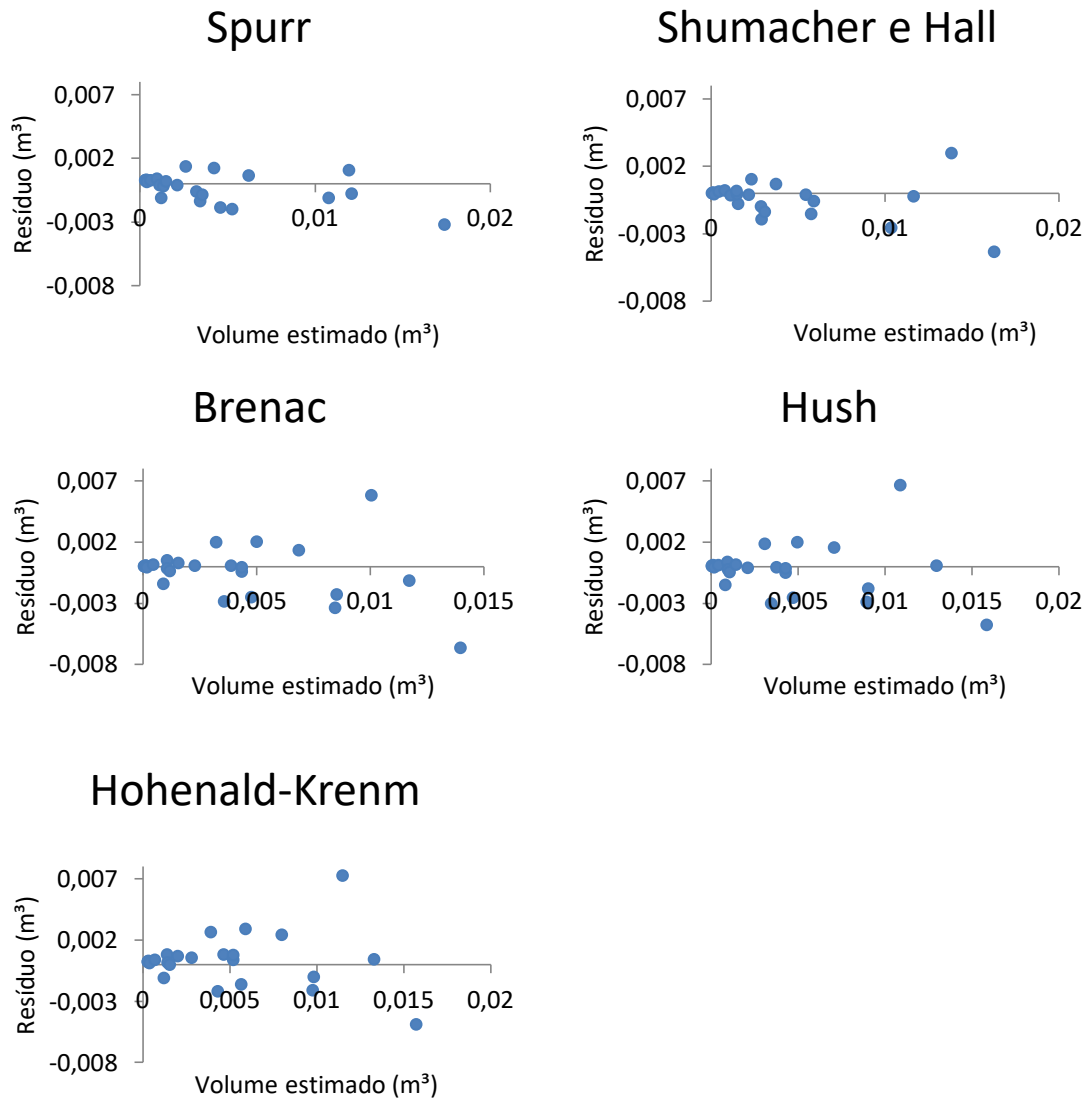 Spurr
0,007
0,002
-0,003
-0,008
0
0,01
0,02
Resíduo (m³)
Volume estimado (m³)
Shumacher e Hall
0,007
0,002
-0,003
-0,008
0
0,01
0,02
Resíduo (m³)
Volume estimado (m³)
Brenac
0,007
0,002
-0,003
-0,008
0
0,005
0,01
0,015
Resíduo (m³)
Volume estimado (m³)
Hush
0,007
0,002
-0,003
-0,008
0
0,005
0,01
0,015
0,02
Resíduo (m³)
Volume estimado (m³)
Hohenald-Krenm
0,007
0,002
-0,003
-0,008
0
0,005
0,01
0,015
0,02
Resíduo (m³)
Volume estimado (m³)